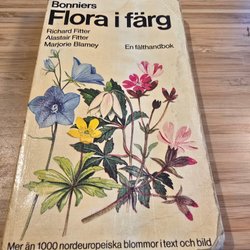 Bonniers
Flora i färg
Richard Fitter
Alastair Fitter
Marjorie Blamey
En fälthandbok
Mer än 1000 nordeuropeiska blommor i text och bild